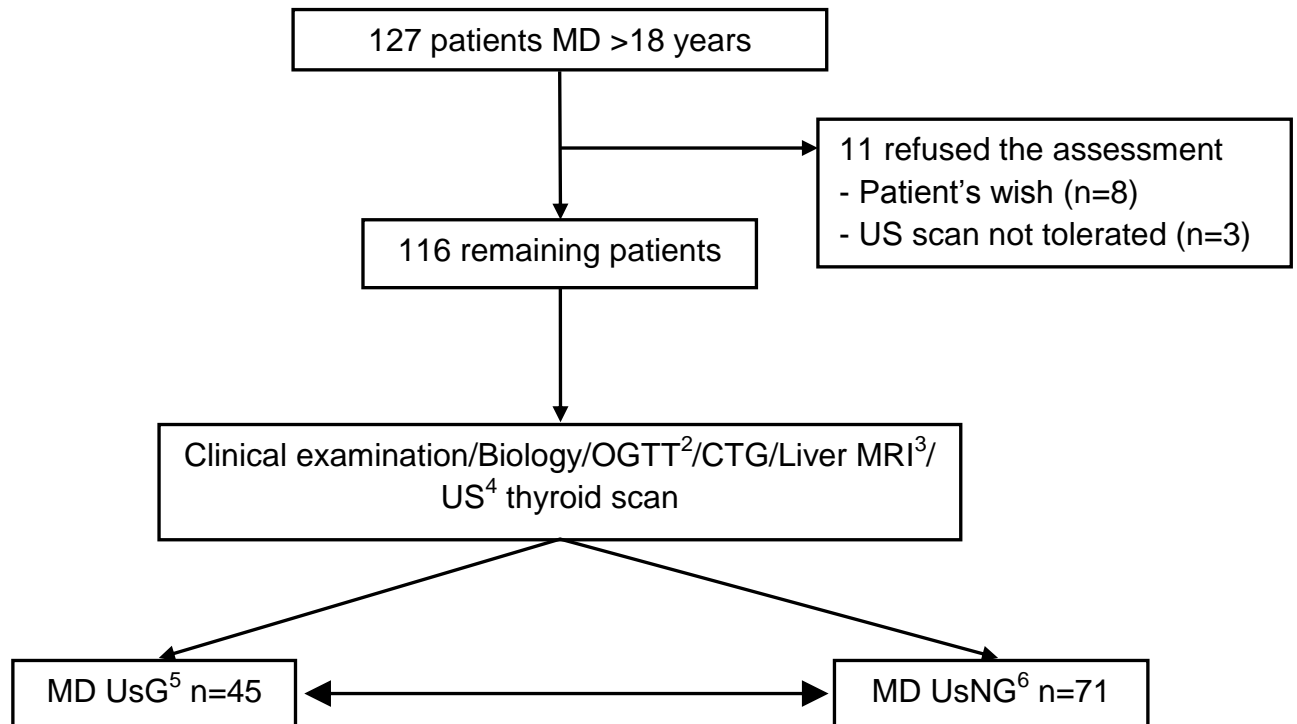 127 patients MD >18 years
11 refused the assessment
- Patient’s wish (n=8)
- US scan not tolerated (n=3)
116 remaining patients
Clinical examination/Biology/OGTT²/CTG/Liver MRI³/
US⁴ thyroid scan
MD UsG⁵ n=45
MD UsNG⁶ n=71